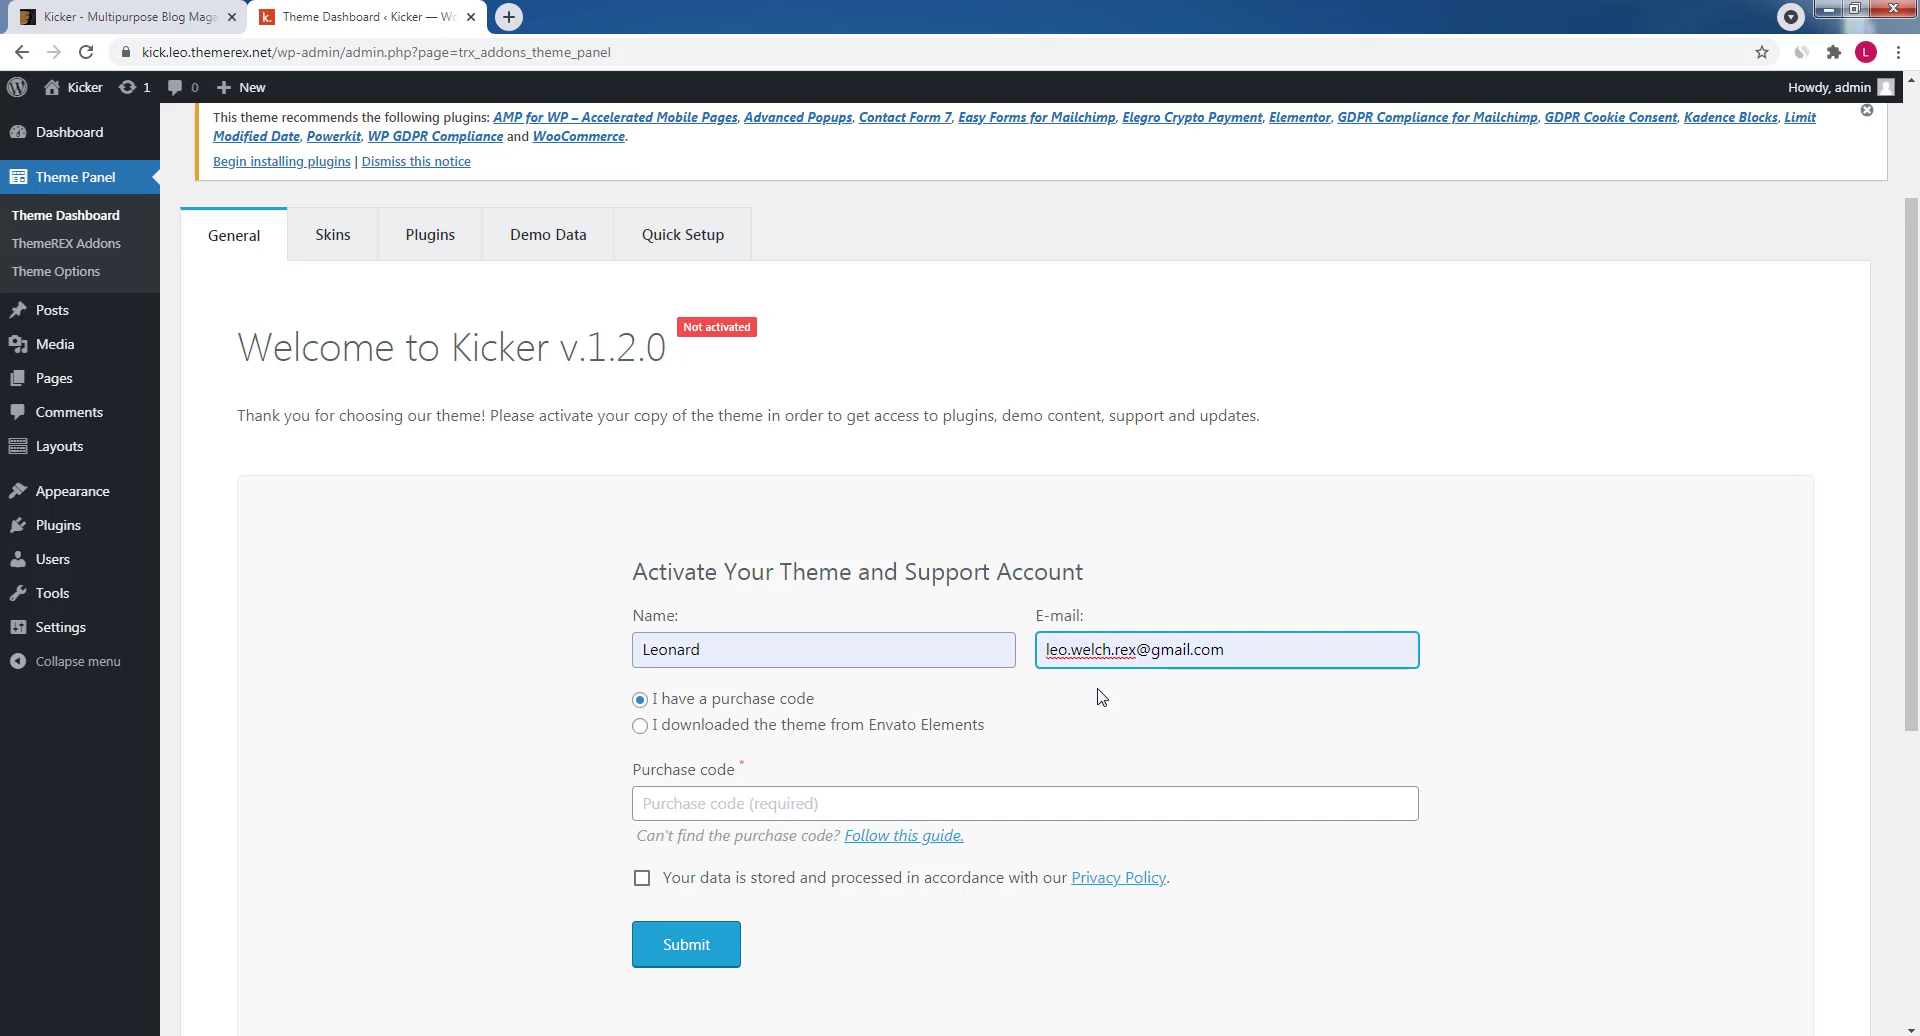 Kicker - Multipurpose Blog Maga
Theme Dashboard ‹ Kicker — Wo
kick.leo.themerex.net/wp-admin/admin.php?page=trx_addons_theme_panel
L
Kicker
1
0
New
Howdy, admin
Dashboard
Theme Panel
Theme Dashboard
ThemeREX Addons
Theme Options
Posts
Media
Pages
Comments
Layouts
Appearance
Plugins
Users
Tools
Settings
Collapse menu
This theme recommends the following plugins: AMP for WP – Accelerated Mobile Pages, Advanced Popups, Contact Form 7, Easy Forms for Mailchimp, Elegro Crypto Payment, Elementor, GDPR Compliance for Mailchimp, GDPR Cookie Consent, Kadence Blocks, Limit
Modified Date, Powerkit, WP GDPR Compliance and WooCommerce.
Begin installing plugins | Dismiss this notice
General
Skins
Plugins
Demo Data
Quick Setup
Welcome to Kicker v.1.2.0
Not activated
Thank you for choosing our theme! Please activate your copy of the theme in order to get access to plugins, demo content, support and updates.
Activate Your Theme and Support Account
Name:
E-mail:
Leonard
leo.welch.rex@gmail.com
I have a purchase code
I downloaded the theme from Envato Elements
Purchase code *
Purchase code (required)
Can't find the purchase code? Follow this guide.
Your data is stored and processed in accordance with our Privacy Policy.
Submit